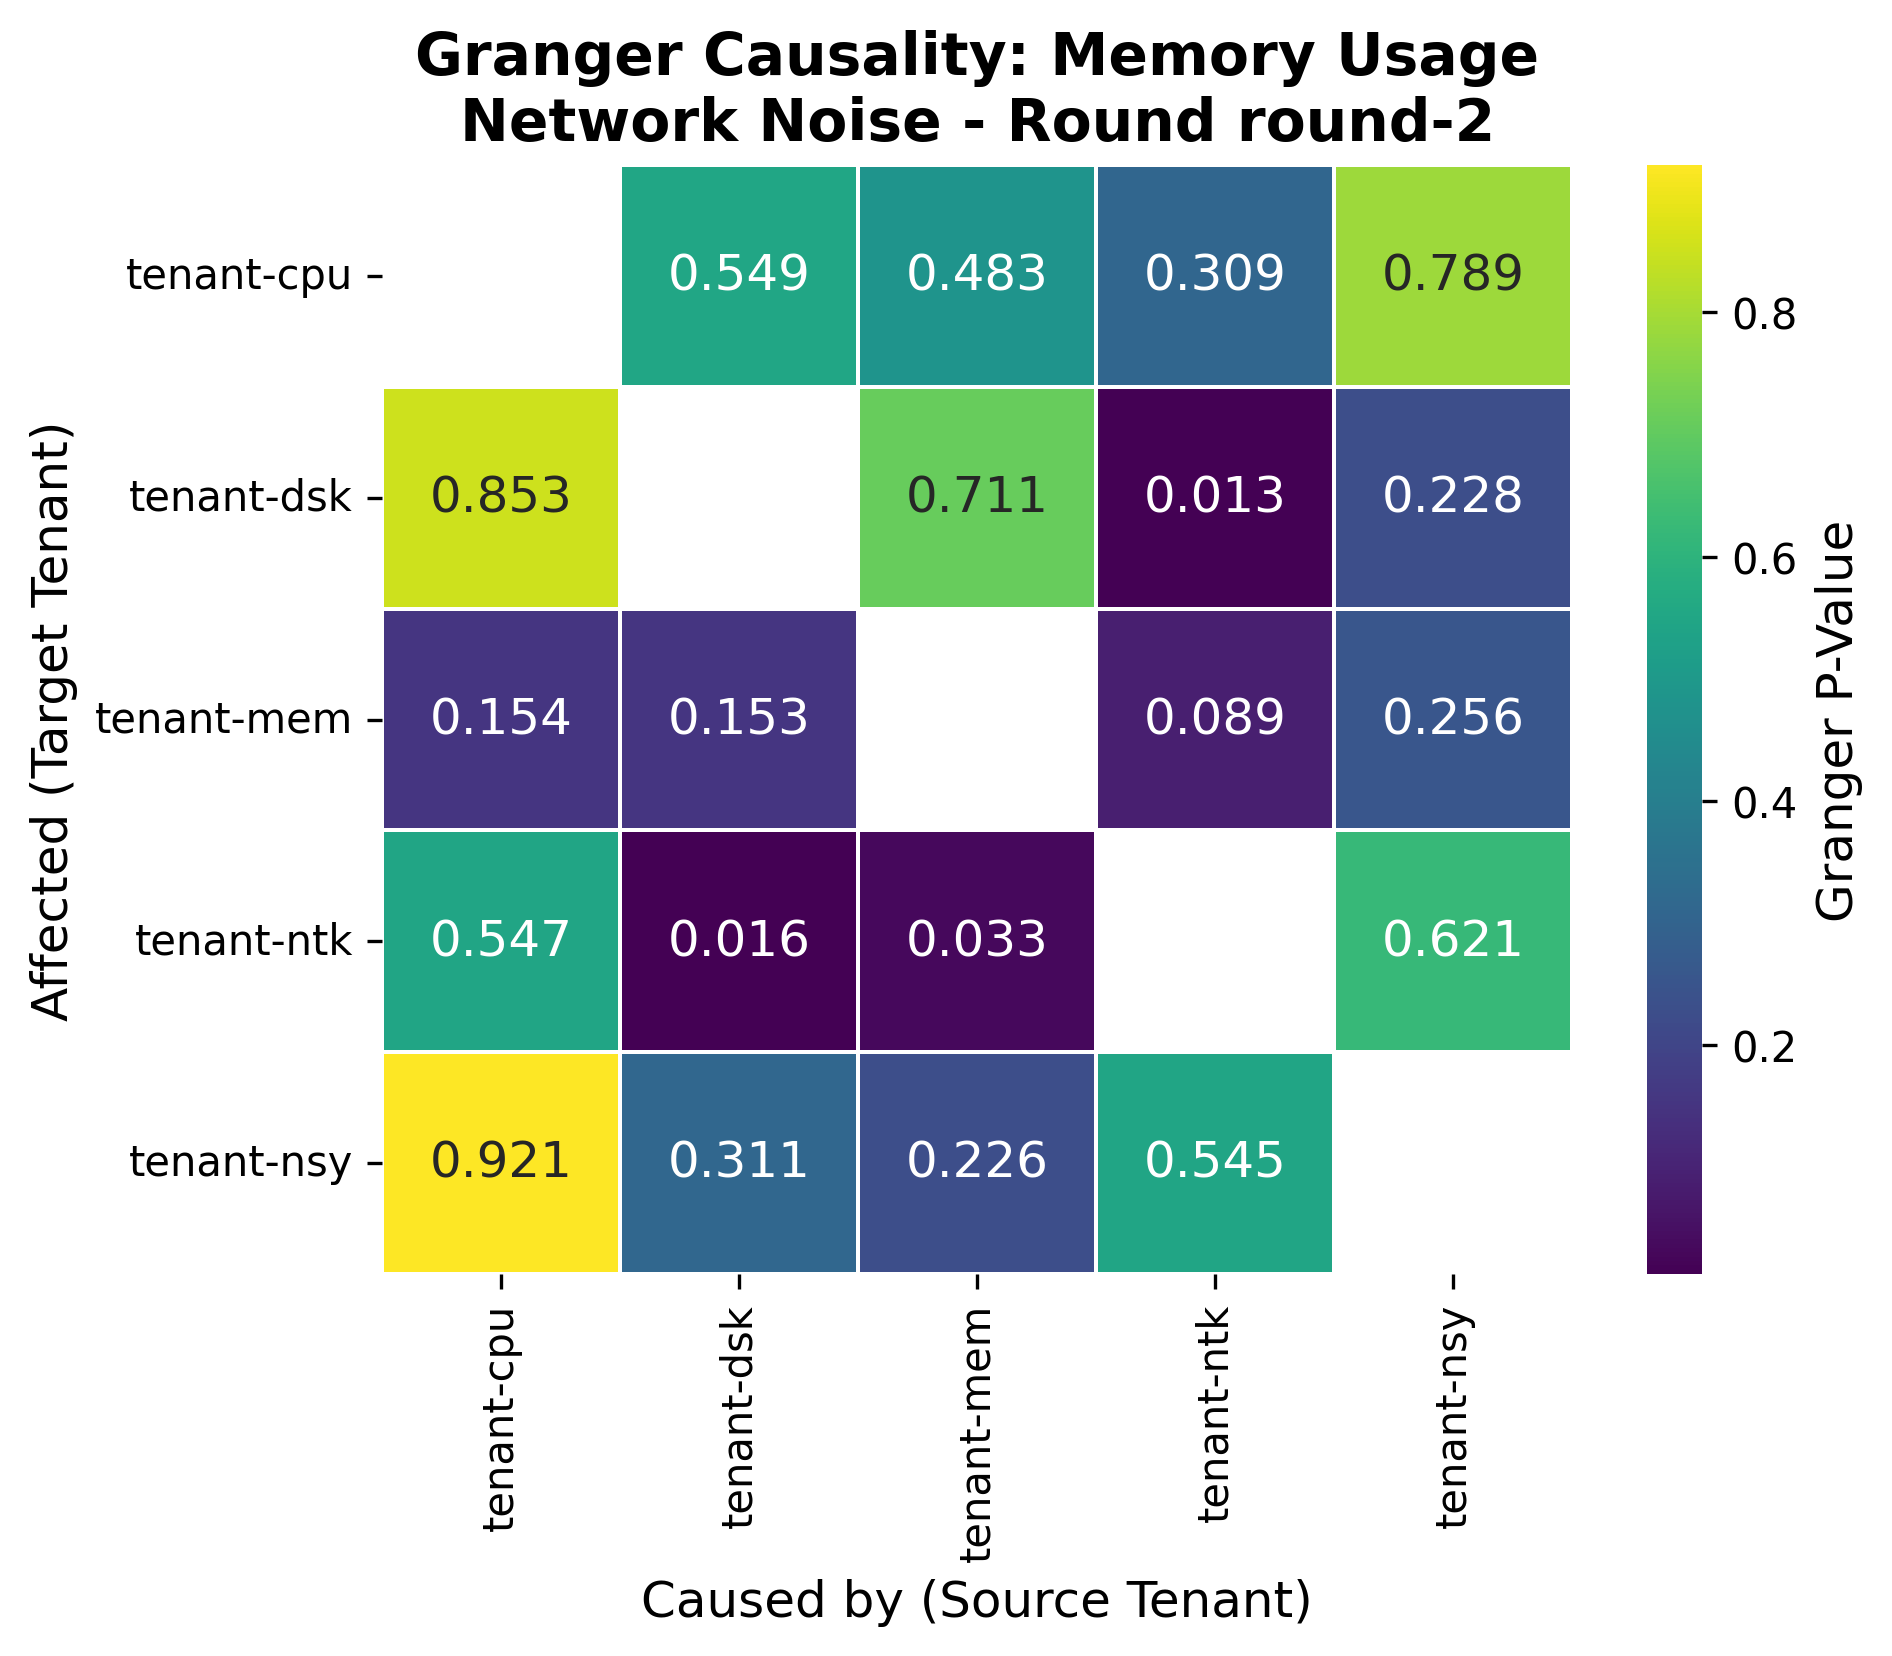 Granger Causality: Memory Usage
Network Noise - Round round-2
Affected (Target Tenant)
tenant-cpu
0.549 0.483 0.309 0.789
tenant-dsk
0.853 0.711 0.013 0.228
tenant-mem
0.154 0.153 0.089 0.256
tenant-ntk
0.547 0.016 0.033 0.621
tenant-nsy
0.921 0.311 0.226 0.545
tenant-cpu
tenant-dsk
tenant-mem
tenant-ntk
tenant-nsy
Caused by (Source Tenant)
0.8
0.6
0.4
0.2
Granger P-Value